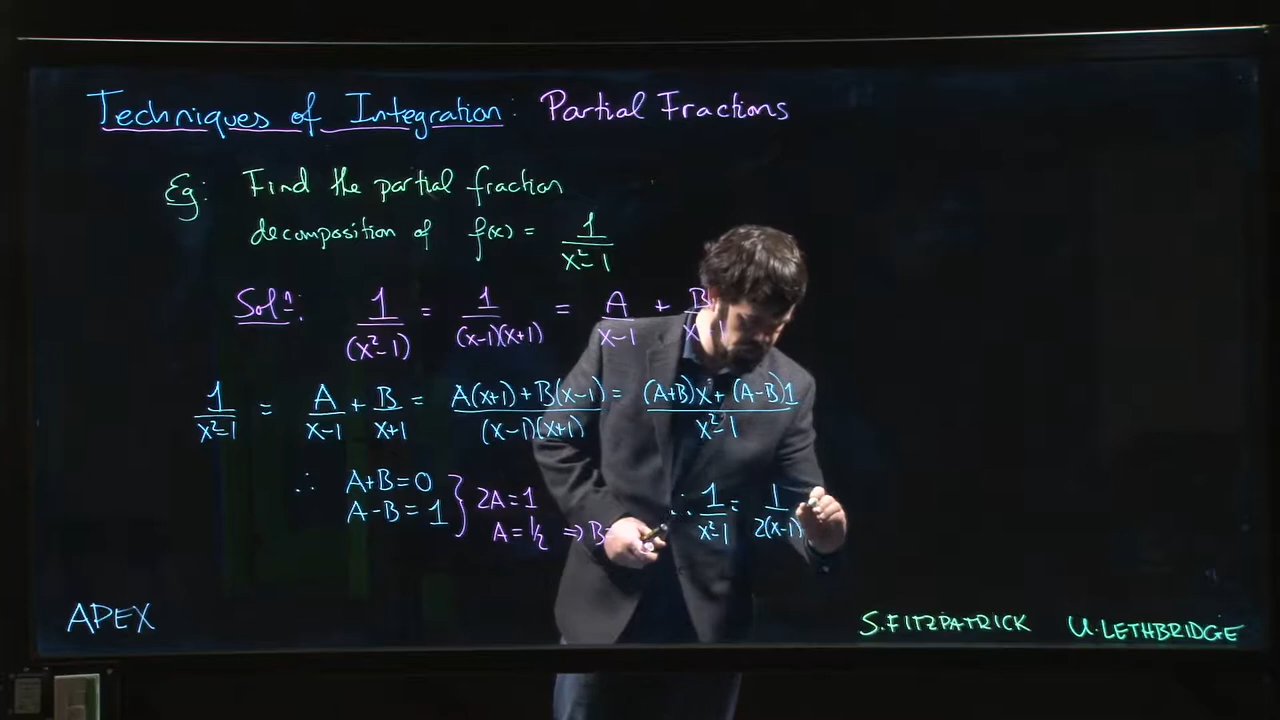 Techniques of Integration: Partial Fractions
Eg: Find the partial fraction
decomposition of f(x) = 1/(x²-1)
Solⁿ: 1/(x²-1) = 1/((x-1)(x+1)) = A/(x-1) + B/
1/(x²-1) = A/(x-1) + B/(x+1) = (A(x+1)+B(x-1))/((x-1)(x+1)) = ((A+B)x+(A-B)1)/(x²-1)
∴ A+B=0 } 2A=1 ∴ 1/(x²-1) = 1/(2(x-1))
A-B=1 A=1/2 ⇒ B=
APEX
S.FITZPATRICK U.LETHBRIDGE